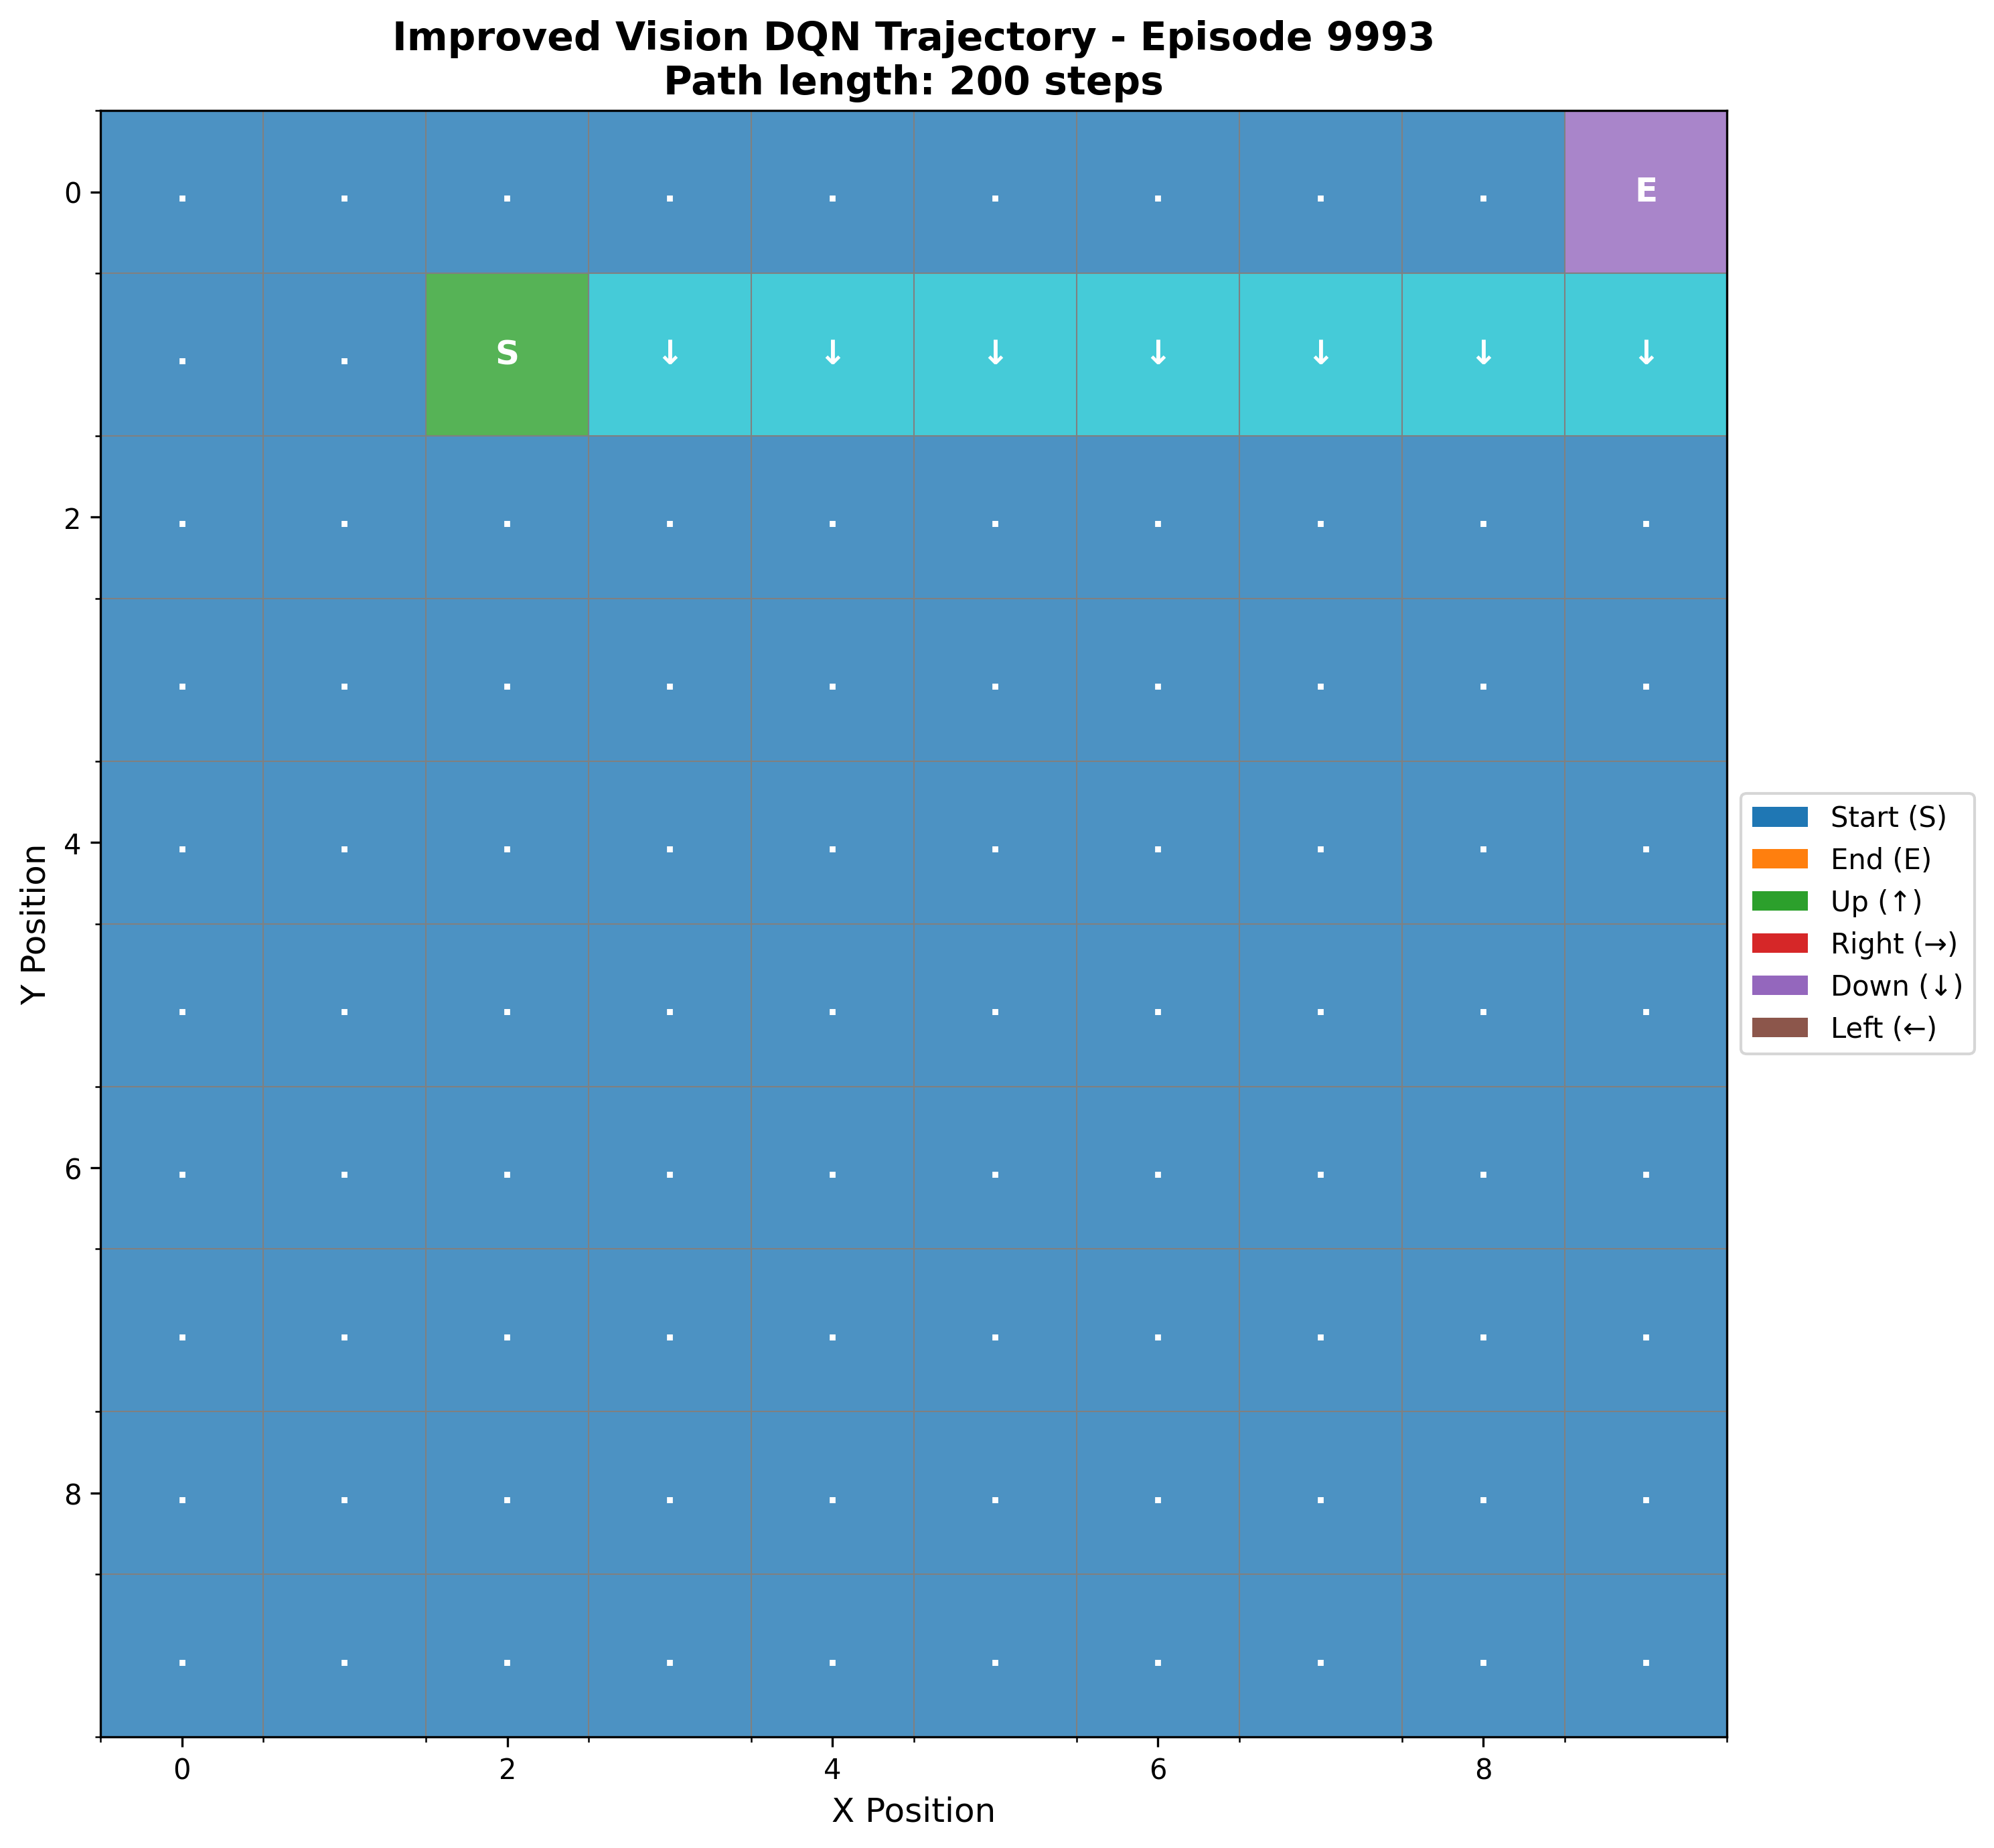 Improved Vision DQN Trajectory - Episode 9993
Path length: 200 steps
0
. . . . . . . . . E
. . S ↓ ↓ ↓ ↓ ↓ ↓ ↓
2
. . . . . . . . . .
. . . . . . . . . .
4
. . . . . . . . . .
. . . . . . . . . .
6
. . . . . . . . . .
. . . . . . . . . .
8
. . . . . . . . . .
. . . . . . . . . .
Y Position
0 2 4 6 8
X Position
Start (S)
End (E)
Up (↑)
Right (→)
Down (↓)
Left (←)